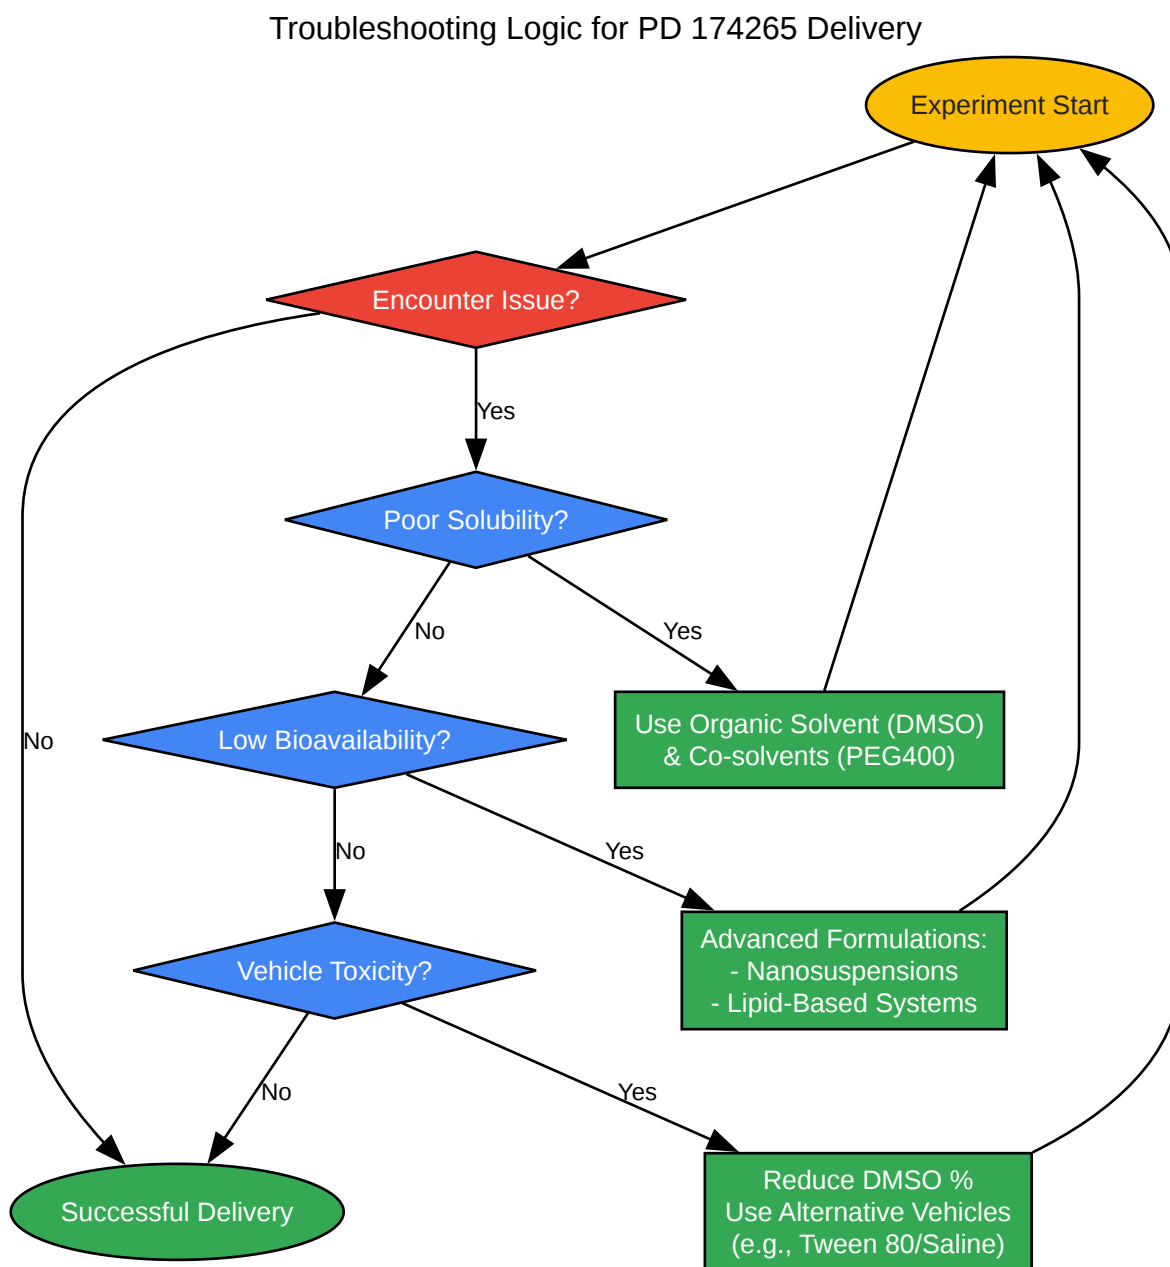 Troubleshooting Logic for PD 174265 Delivery
Experiment Start
Encounter Issue?
Yes
Poor Solubility?
No
Yes
Use Organic Solvent (DMSO)
& Co-solvents (PEG400)
No
Low Bioavailability?
No
Yes
Advanced Formulations:
- Nanosuspensions
- Lipid-Based Systems
Vehicle Toxicity?
No
Yes
Reduce DMSO %
Use Alternative Vehicles
(e.g., Tween 80/Saline)
Successful Delivery